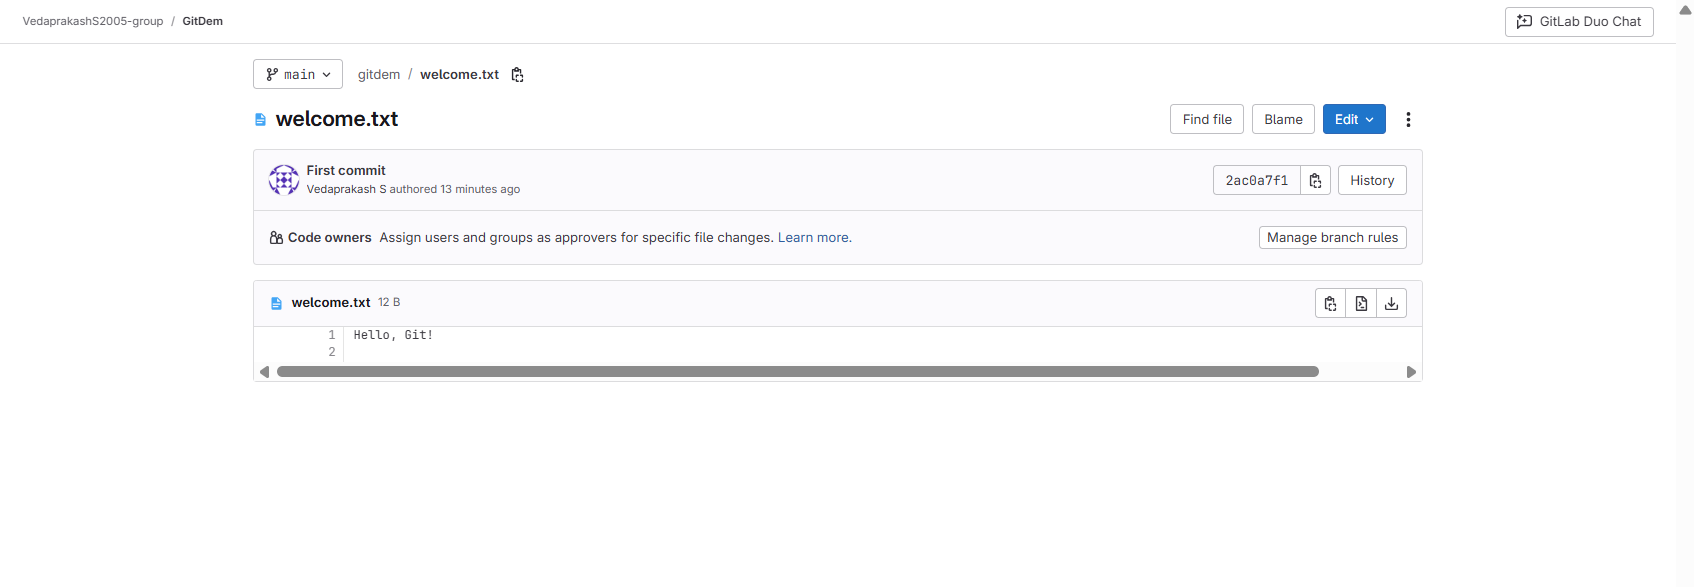 VedaprakashS2005-group / GitDem
GitLab Duo Chat
main
gitdem / welcome.txt
welcome.txt
Find file
Blame
Edit
First commit
Vedaprakash S authored 13 minutes ago
2ac0a7f1
History
Code owners Assign users and groups as approvers for specific file changes. Learn more.
Manage branch rules
welcome.txt 12 B
1 Hello, Git!
2